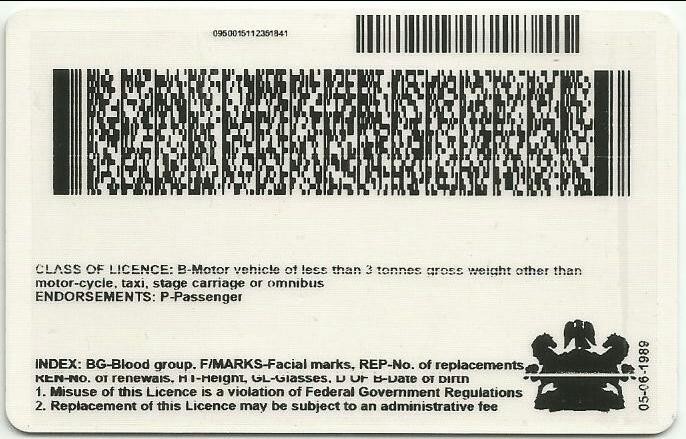 0950015112351841
CLASS OF LICENCE: B-Motor vehicle of less than 3 tonnes gross weight other than
motor-cycle, taxi, stage carriage or omnibus
ENDORSEMENTS: P-Passenger
INDEX: BG-Blood group. F/MARKS-Facial marks, REP-No. of replacements
REN-No. of renewals, HT-Height, GL-Glasses, D OF B-Date of birth
1. Misuse of this Licence is a violation of Federal Government Regulations
2. Replacement of this Licence may be subject to an administrative fee
05-06-1989